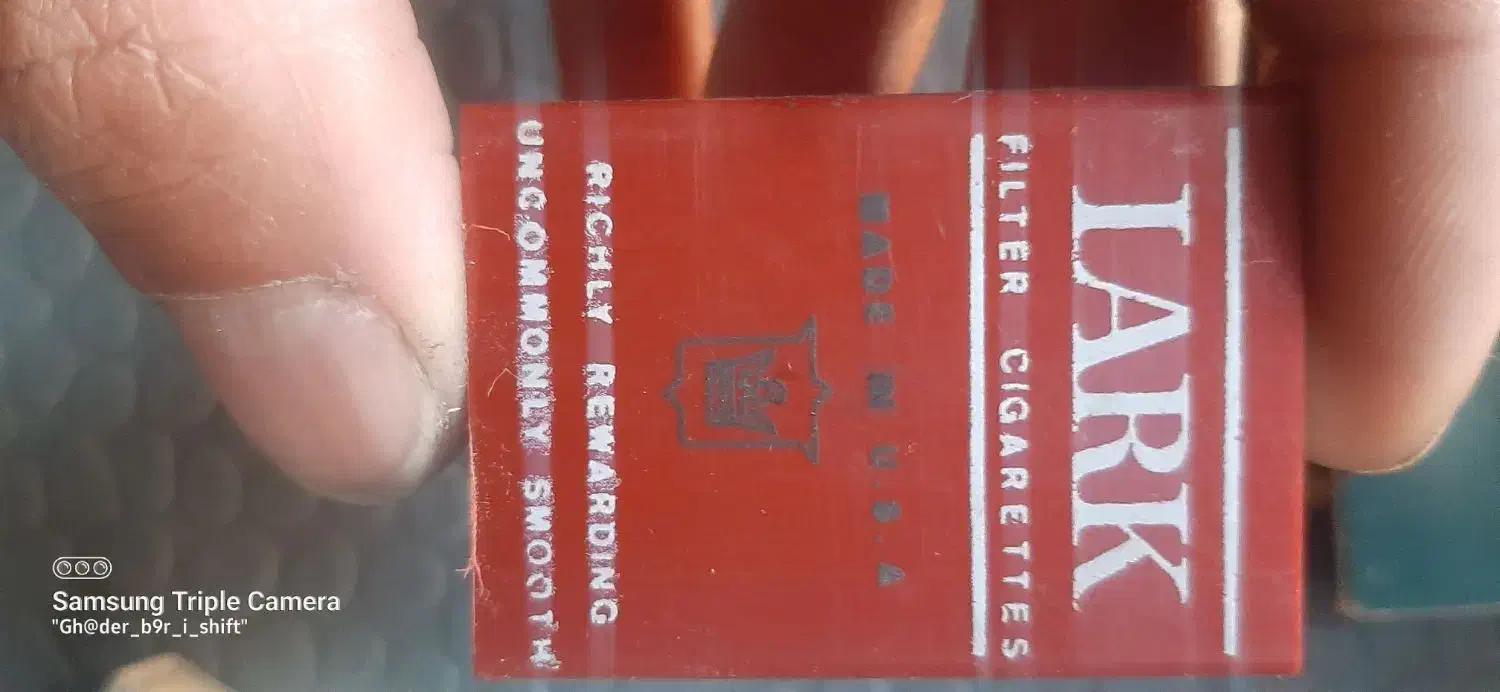 LARK
FILTER CIGARETTES
MADE IN U.S.A
RICHLY REWARDING
UNCOMMONLY SMOOTH
Samsung Triple Camera
"Gh@der_b9r_i_shift"